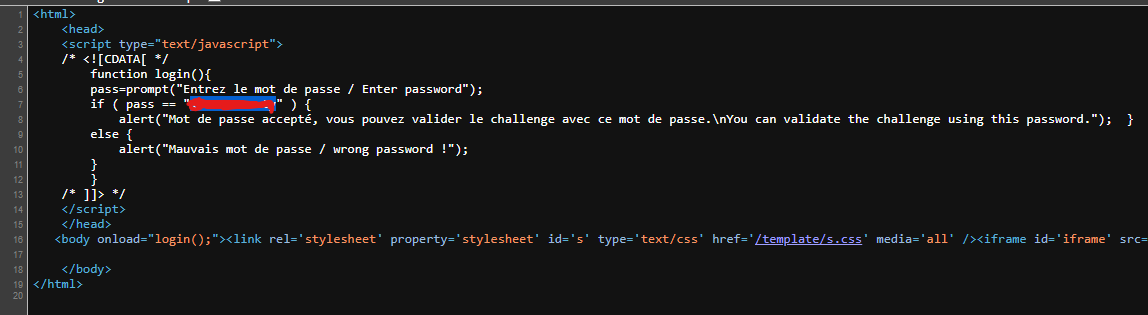 1 <html>
2 <head>
3 <script type="text/javascript">
4 /* <![CDATA[ */
5 function login(){
6 pass=prompt("Entrez le mot de passe / Enter password");
7 if ( pass == "" ) {
8 alert("Mot de passe accepté, vous pouvez valider le challenge avec ce mot de passe.\nYou can validate the challenge using this password."); }
9 else {
10 alert("Mauvais mot de passe / wrong password !");
11 }
12 }
13 /* ]]> */
14 </script>
15 </head>
16 <body onload="login();"><link rel='stylesheet' property='stylesheet' id='s' type='text/css' href='/template/s.css' media='all' /><iframe id='iframe' src=
17
18 </body>
19 </html>
20